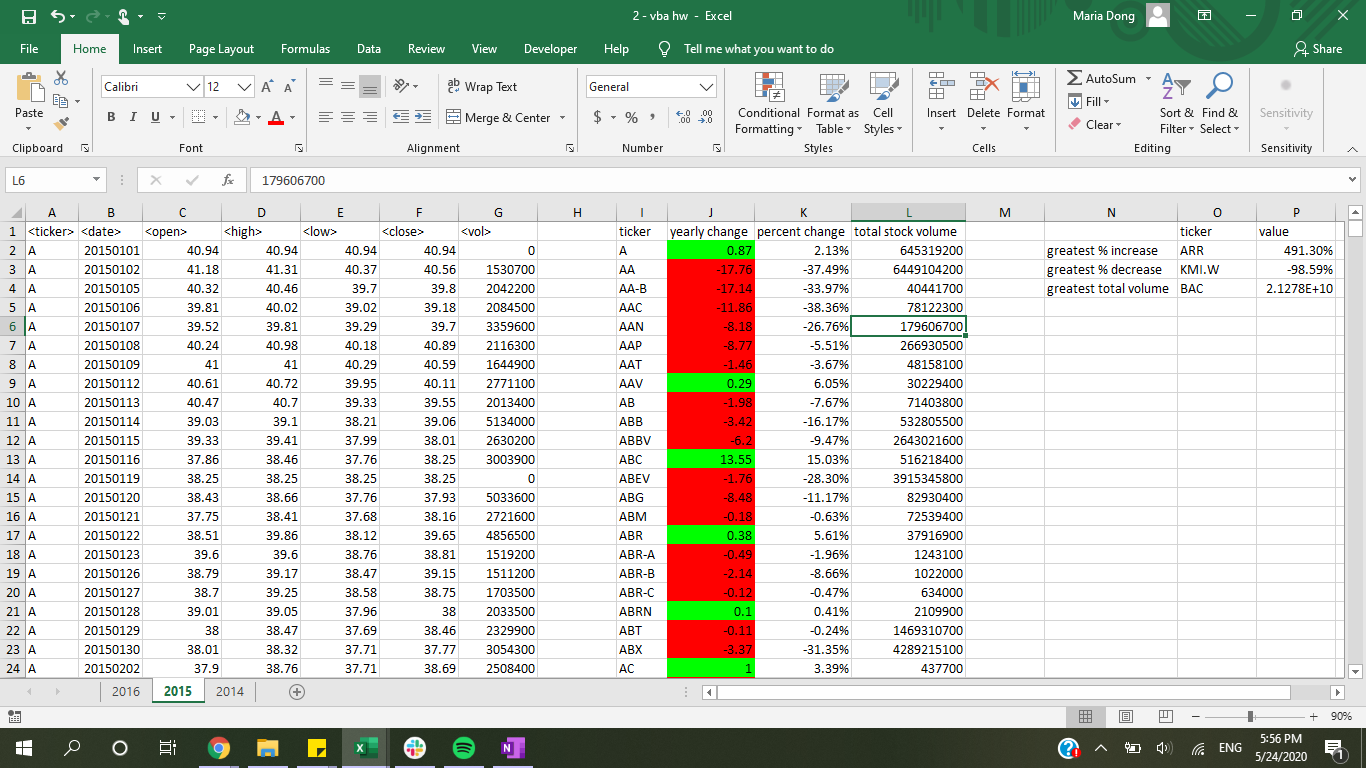 2 - vba hw - Excel
Maria Dong
File Home Insert Page Layout Formulas Data Review View Developer Help Tell me what you want to do Share
Paste
Clipboard
Calibri 12
B I U
Font
Wrap Text
Merge & Center
Alignment
General
$ % ,
Number
Conditional Formatting
Format as Table
Cell Styles
Styles
Insert Delete Format
Cells
AutoSum
Fill
Clear
Sort & Filter
Find & Select
Editing
Sensitivity
Sensitivity
L6 fx 179606700
A B C D E F G H I J K L M N O P
1 <ticker> <date> <open> <high> <low> <close> <vol> ticker yearly change percent change total stock volume ticker value
2 A 20150101 40.94 40.94 40.94 40.94 0 A 0.87 2.13% 645319200 greatest % increase ARR 491.30%
3 A 20150102 41.18 41.31 40.37 40.56 1530700 AA -17.76 -37.49% 6449104200 greatest % decrease KMI.W -98.59%
4 A 20150105 40.32 40.46 39.7 39.8 2042200 AA-B -17.14 -33.97% 40441700 greatest total volume BAC 2.1278E+10
5 A 20150106 39.81 40.02 39.02 39.18 2084500 AAC -11.86 -38.36% 78122300
6 A 20150107 39.52 39.81 39.29 39.7 3359600 AAN -8.18 -26.76% 179606700
7 A 20150108 40.24 40.98 40.18 40.89 2116300 AAP -8.77 -5.51% 266930500
8 A 20150109 41 41 40.29 40.59 1644900 AAT -1.46 -3.67% 48158100
9 A 20150112 40.61 40.72 39.95 40.11 2771100 AAV 0.29 6.05% 30229400
10 A 20150113 40.47 40.7 39.33 39.55 2013400 AB -1.98 -7.67% 71403800
11 A 20150114 39.03 39.1 38.21 39.06 5134000 ABB -3.42 -16.17% 532805500
12 A 20150115 39.33 39.41 37.99 38.01 2630200 ABBV -6.2 -9.47% 2643021600
13 A 20150116 37.86 38.46 37.76 38.25 3003900 ABC 13.55 15.03% 516218400
14 A 20150119 38.25 38.25 38.25 38.25 0 ABEV -1.76 -28.30% 3915345800
15 A 20150120 38.43 38.66 37.76 37.93 5033600 ABG -8.48 -11.17% 82930400
16 A 20150121 37.75 38.41 37.68 38.16 2721600 ABM -0.18 -0.63% 72539400
17 A 20150122 38.51 39.86 38.12 39.65 4856500 ABR 0.38 5.61% 37916900
18 A 20150123 39.6 39.6 38.76 38.81 1519200 ABR-A -0.49 -1.96% 1243100
19 A 20150126 38.79 39.17 38.47 39.15 1511200 ABR-B -2.14 -8.66% 1022000
20 A 20150127 38.7 39.25 38.58 38.75 1703500 ABR-C -0.12 -0.47% 634000
21 A 20150128 39.01 39.05 37.96 38 2033500 ABRN 0.1 0.41% 2109900
22 A 20150129 38 38.47 37.69 38.46 2329900 ABT -0.11 -0.24% 1469310700
23 A 20150130 38.01 38.32 37.71 37.77 3054300 ABX -3.37 -31.35% 4289215100
24 A 20150202 37.9 38.76 37.71 38.69 2508400 AC 1 3.39% 437700
2016 2015 2014
90%
ENG
5:56 PM
5/24/2020
1